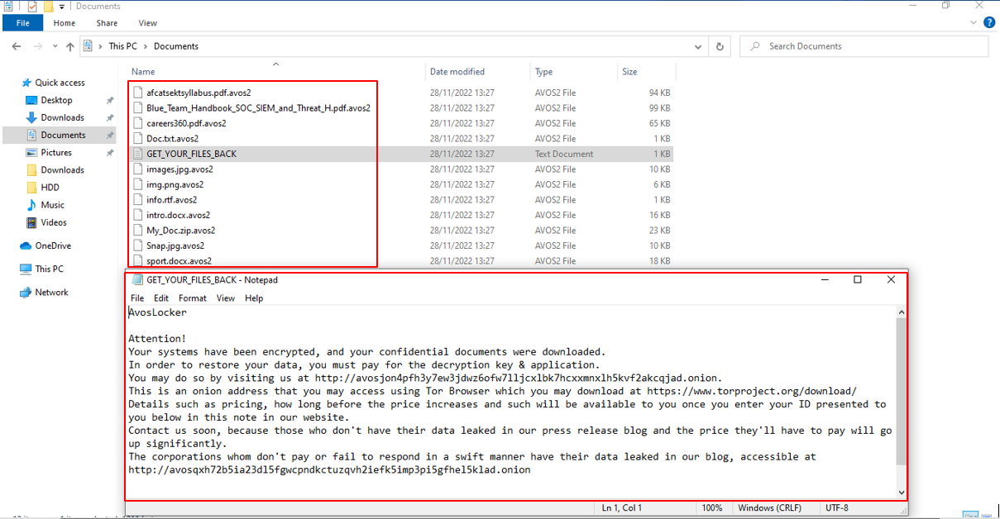 Documents
File Home Share View
This PC Documents Search Documents
Name Date modified Type Size
Quick access
Desktop
Downloads
Documents
Pictures
Downloads
HDD
Music
Videos
OneDrive
This PC
Network
afcatsektsyllabus.pdf.avos2 28/11/2022 13:27 AVOS2 File 94 KB
Blue_Team_Handbook_SOC_SIEM_and_Threat_H.pdf.avos2 28/11/2022 13:27 AVOS2 File 99 KB
careers360.pdf.avos2 28/11/2022 13:27 AVOS2 File 65 KB
Doc.txt.avos2 28/11/2022 13:27 AVOS2 File 1 KB
GET_YOUR_FILES_BACK 28/11/2022 13:27 Text Document 1 KB
images.jpg.avos2 28/11/2022 13:27 AVOS2 File 10 KB
img.png.avos2 28/11/2022 13:27 AVOS2 File 6 KB
info.rtf.avos2 28/11/2022 13:27 AVOS2 File 1 KB
intro.docx.avos2 28/11/2022 13:27 AVOS2 File 16 KB
My_Doc.zip.avos2 28/11/2022 13:27 AVOS2 File 23 KB
Snap.jpg.avos2 28/11/2022 13:27 AVOS2 File 10 KB
sport.docx.avos2 28/11/2022 13:27 AVOS2 File 18 KB
GET_YOUR_FILES_BACK - Notepad
File Edit Format View Help
AvosLocker
Attention!
Your systems have been encrypted, and your confidential documents were downloaded.
In order to restore your data, you must pay for the decryption key & application.
You may do so by visiting us at http://avosjon4pfh3y7ew3jdwz6ofw7lljcxlbk7hcxxmnxlh5kvf2akcqjad.onion.
This is an onion address that you may access using Tor Browser which you may download at https://www.torproject.org/download/
Details such as pricing, how long before the price increases and such will be available to you once you enter your ID presented to
you below in this note in our website.
Contact us soon, because those who don't have their data leaked in our press release blog and the price they'll have to pay will go
up significantly.
The corporations whom don't pay or fail to respond in a swift manner have their data leaked in our blog, accessible at
http://avosqxh72b5ia23dl5fgwcpndkctuzqvh2iefk5imp3pi5gfhel5klad.onion
Ln 1, Col 1 100% Windows (CRLF) UTF-8